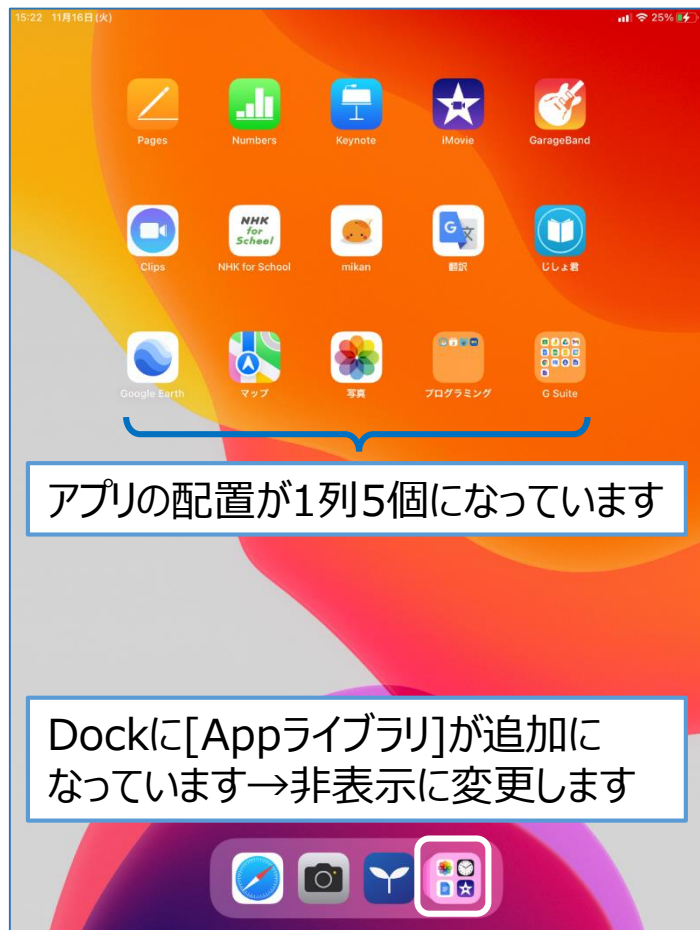 15:22 11月16日(火) 25%
Pages Numbers Keynote iMovie GarageBand
NHK
for
School
Clips NHK for School mikan 翻訳 じしょ君
Google Earth マップ 写真 プログラミング G Suite
アプリの配置が1列5個になっています
Dockに[Appライブラリ]が追加に
なっています→非表示に変更します